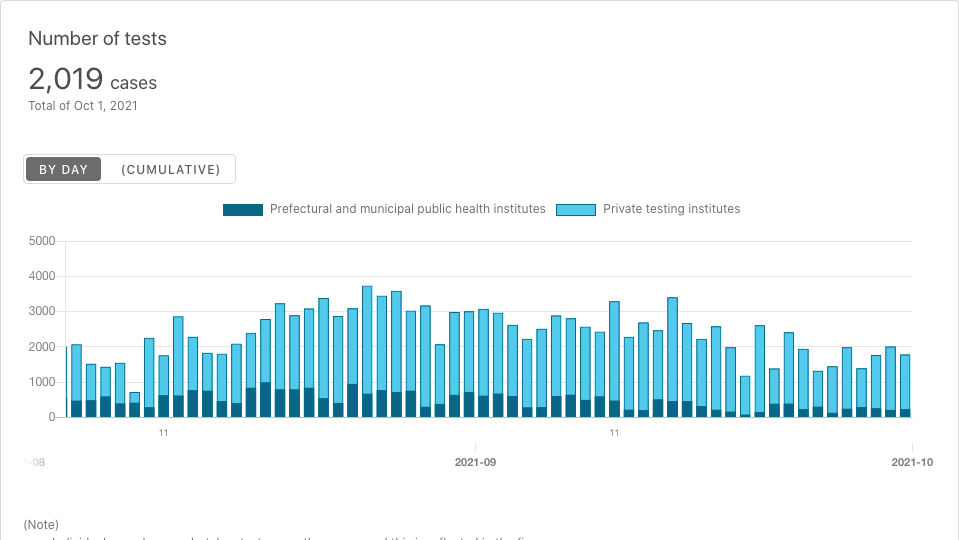 Number of tests
2,019 cases
Total of Oct 1, 2021
BY DAY (CUMULATIVE)
Prefectural and municipal public health institutes Private testing institutes
5000
4000
3000
2000
1000
0
11 11
-08 2021-09 2021-10
(Note)